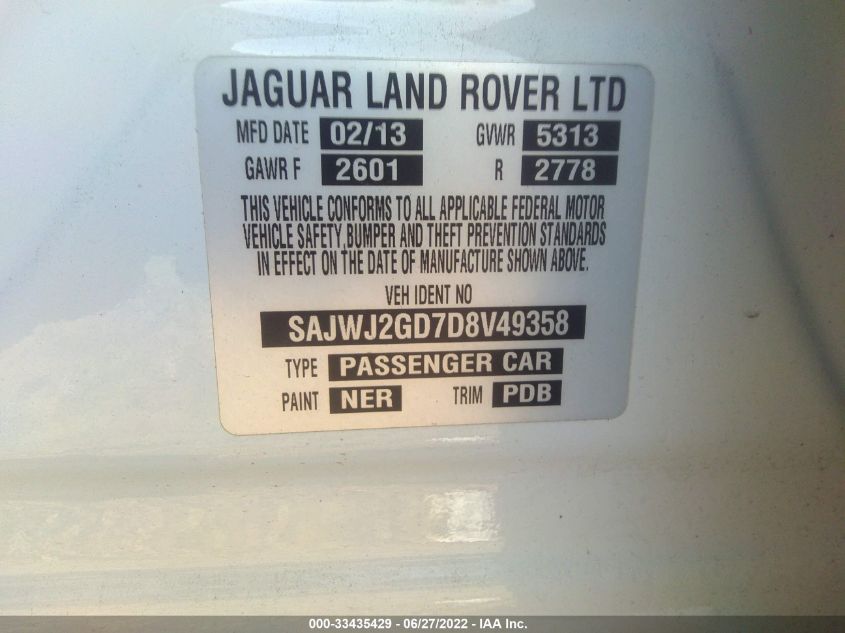 JAGUAR LAND ROVER LTD
MFD DATE 02/13 GVWR 5313
GAWR F 2601 R 2778
THIS VEHICLE CONFORMS TO ALL APPLICABLE FEDERAL MOTOR
VEHICLE SAFETY,BUMPER AND THEFT PREVENTION STANDARDS
IN EFFECT ON THE DATE OF MANUFACTURE SHOWN ABOVE.
VEH IDENT NO
SAJWJ2GD7D8V49358
TYPE PASSENGER CAR
PAINT NER TRIM PDB
000-33435429 - 06/27/2022 - IAA Inc.